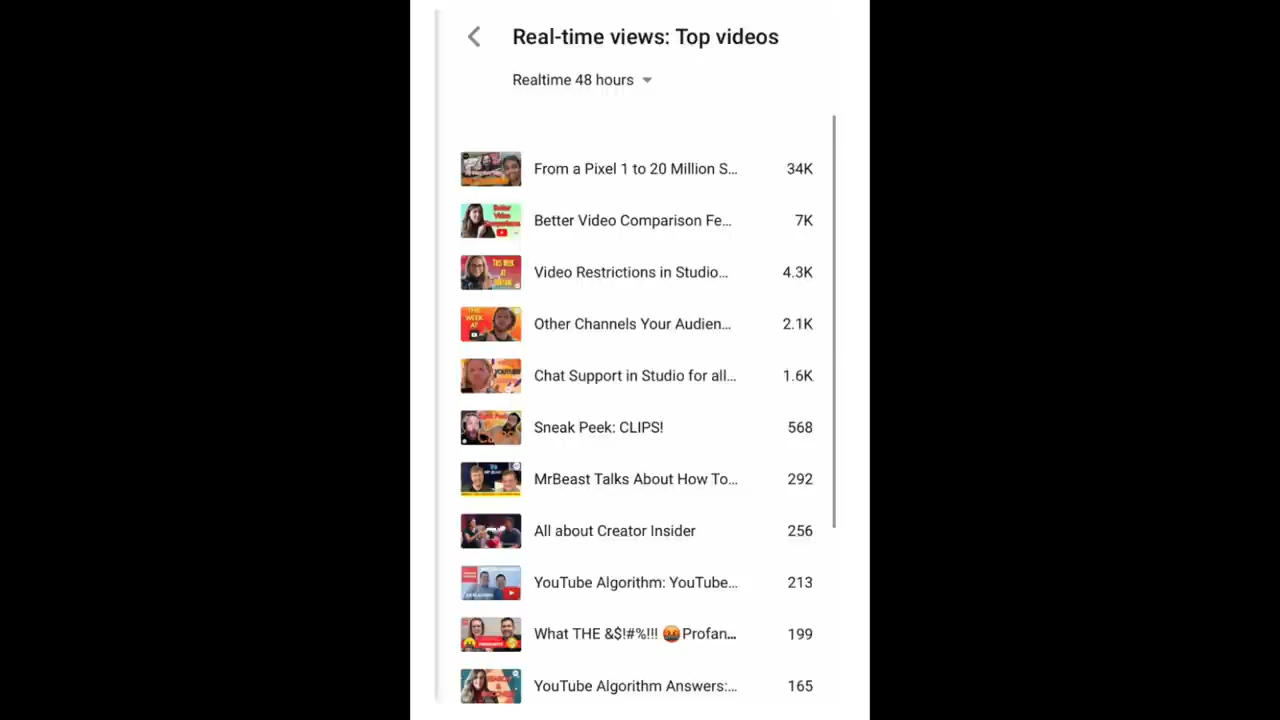 Real-time views: Top videos
Realtime 48 hours
From a Pixel 1 to 20 Million S... 34K
Better Video Comparison Fe... 7K
Video Restrictions in Studio... 4.3K
Other Channels Your Audien... 2.1K
Chat Support in Studio for all... 1.6K
Sneak Peek: CLIPS! 568
MrBeast Talks About How To... 292
All about Creator Insider 256
YouTube Algorithm: YouTube... 213
What THE &$!#%!!! 🤬Profan... 199
YouTube Algorithm Answers:... 165